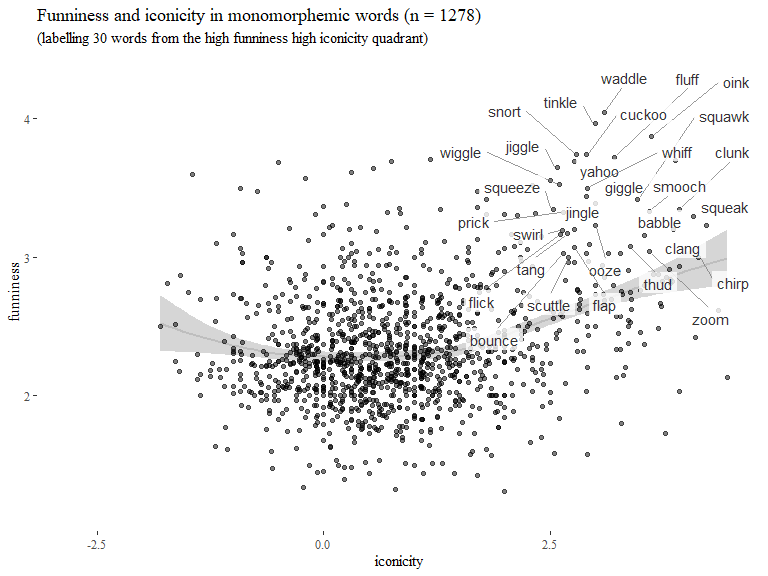 Funniness and iconicity in monomorphemic words (n = 1278)
(labelling 30 words from the high funniness high iconicity quadrant)
waddle
fluff
oink
tinkle
snort
cuckoo
squawk
wiggle
jiggle
whiff
clunk
yahoo
squeeze
giggle
smooch
prick
jingle
babble
squeak
swirl
clang
tang
ooze
thud
chirp
flick
scuttle
flap
zoom
bounce
4
3
2
funniness
-2.5
0.0
2.5
iconicity